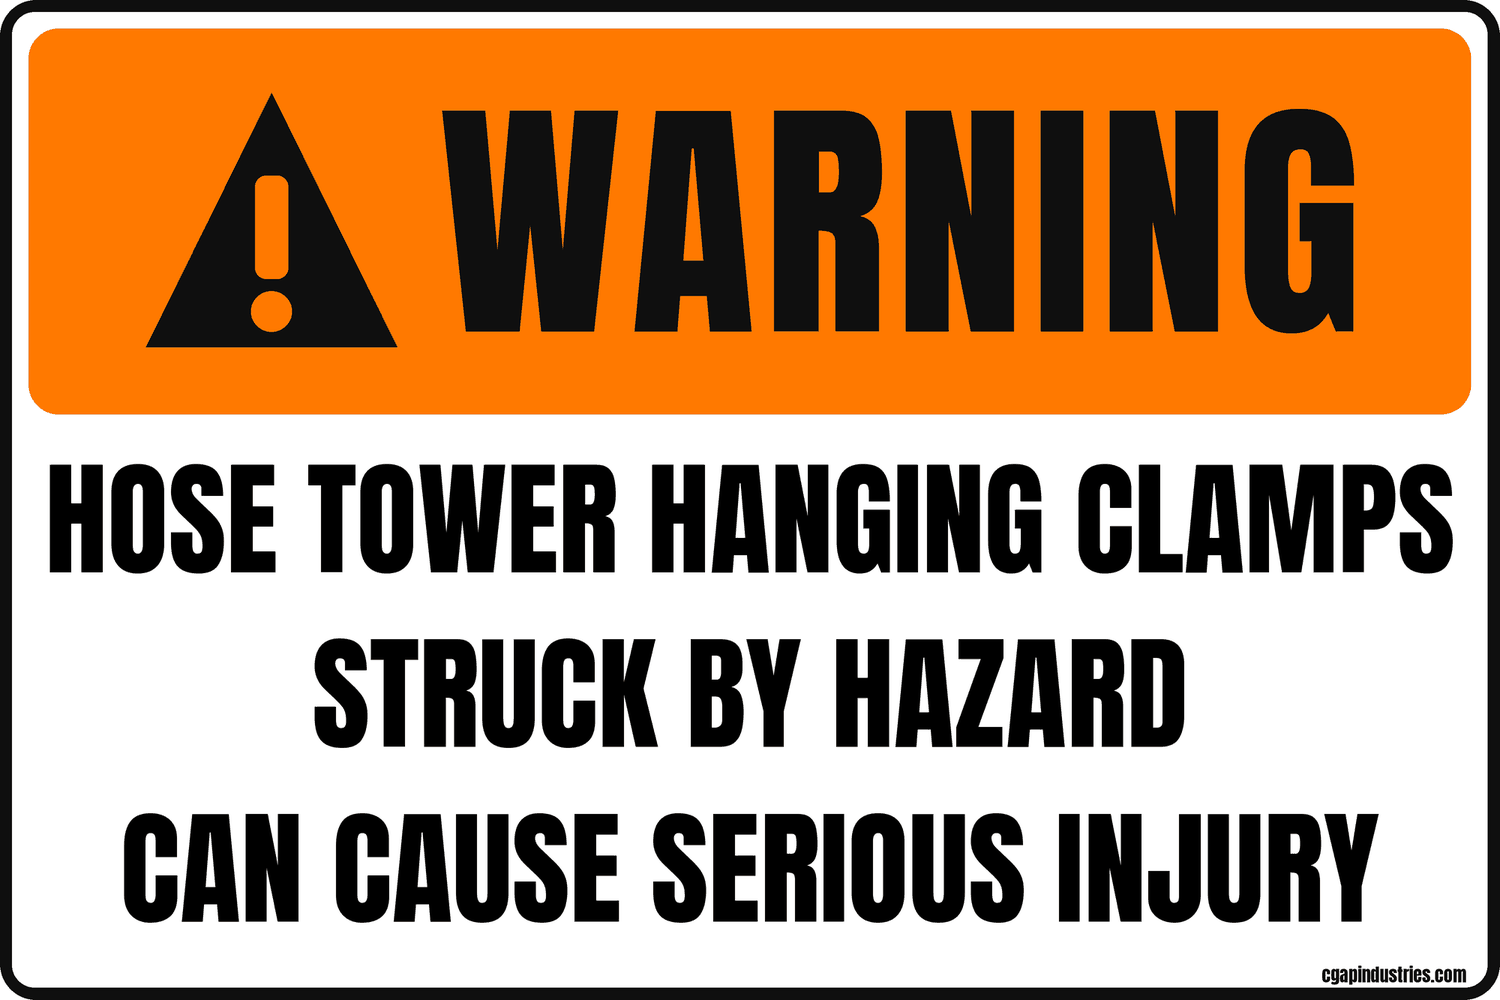 WARNING
HOSE TOWER HANGING CLAMPS
STRUCK BY HAZARD
CAN CAUSE SERIOUS INJURY
cgapindustries.com